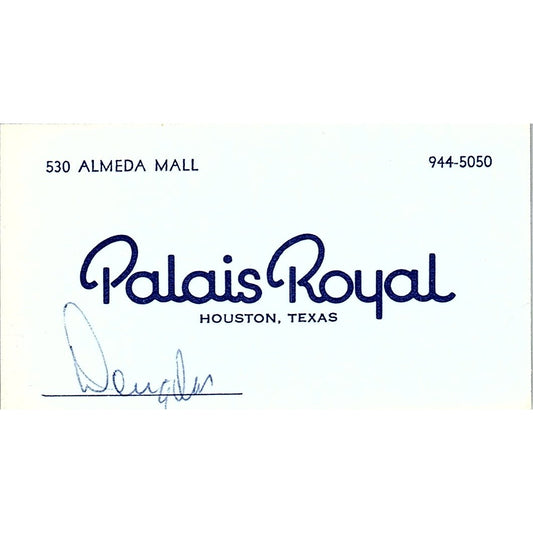 530 ALMEDA MALL 944-5050
Palais Royal
HOUSTON, TEXAS